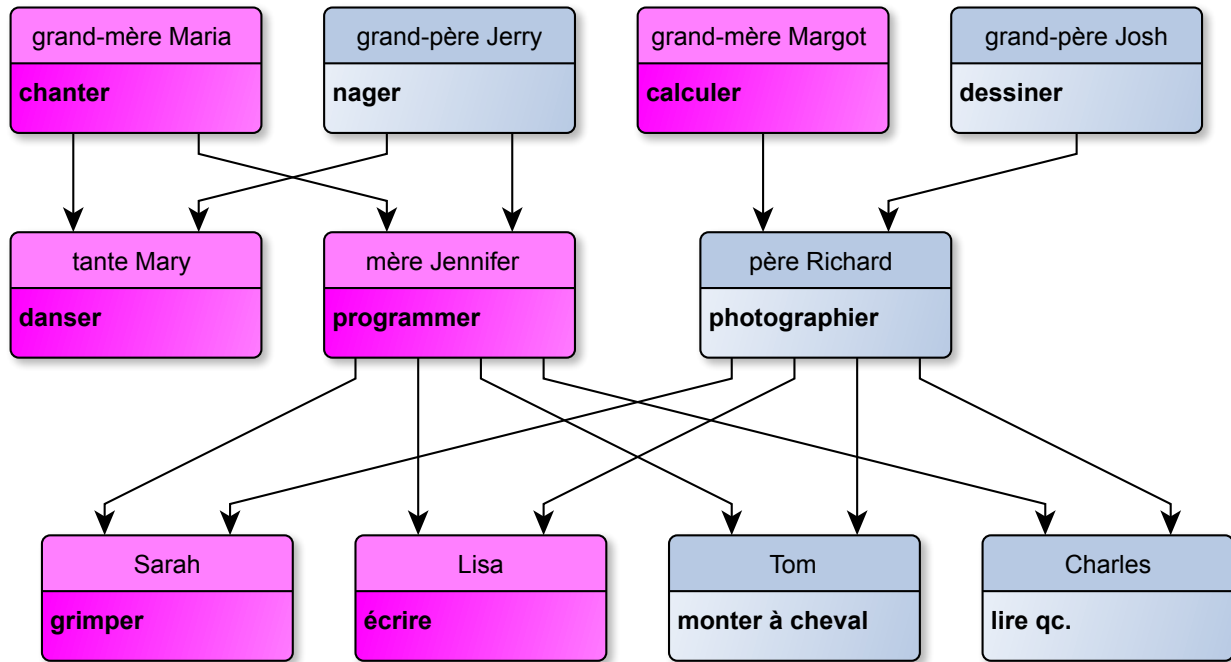 grand-mère Maria
chanter
grand-père Jerry
nager
grand-mère Margot
calculer
grand-père Josh
dessiner
tante Mary
danser
mère Jennifer
programmer
père Richard
photographier
Sarah
grimper
Lisa
écrire
Tom
monter à cheval
Charles
lire qc.